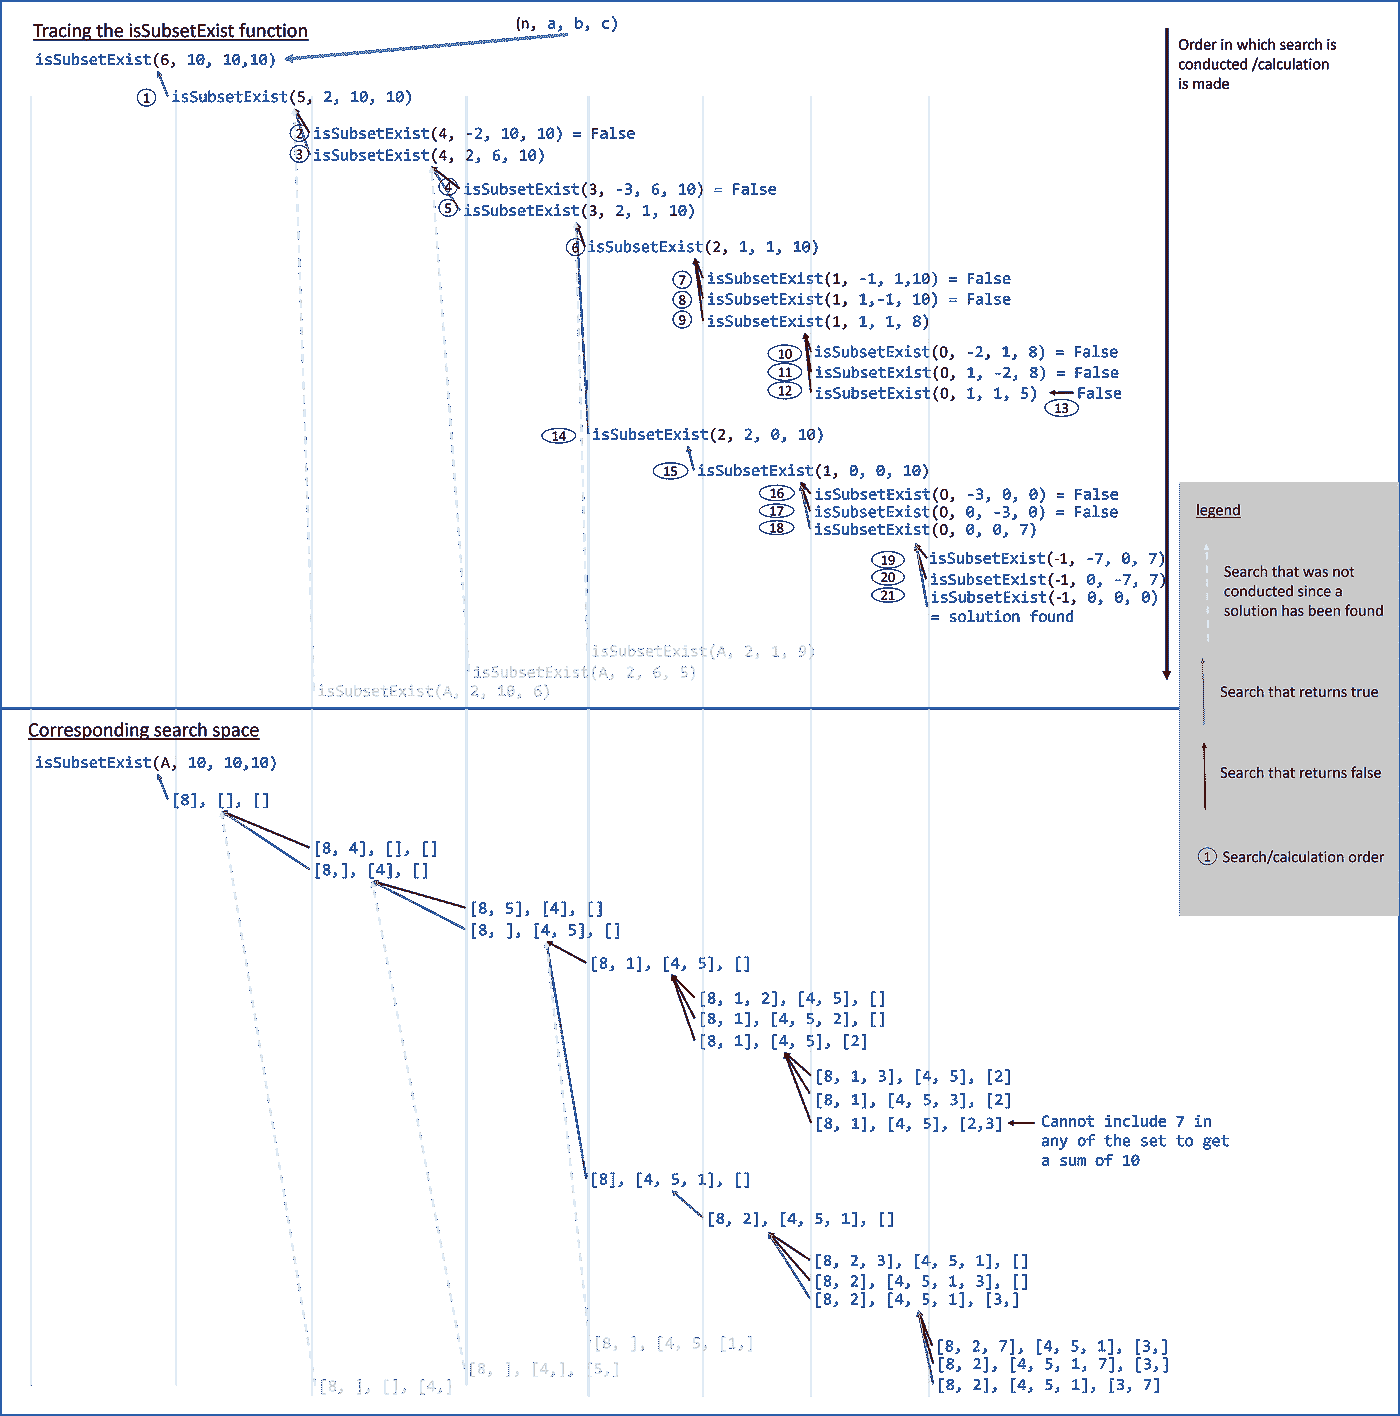 Tracing the isSubsetExist function
(n, a, b, c)
isSubsetExist(6, 10, 10,10)
1 isSubsetExist(5, 2, 10, 10)
2 isSubsetExist(4, -2, 10, 10) = False
3 isSubsetExist(4, 2, 6, 10)
4 isSubsetExist(3, -3, 6, 10) = False
5 isSubsetExist(3, 2, 1, 10)
6 isSubsetExist(2, 1, 1, 10)
7 isSubsetExist(1, -1, 1,10) = False
8 isSubsetExist(1, 1,-1, 10) = False
9 isSubsetExist(1, 1, 1, 8)
10 isSubsetExist(0, -2, 1, 8) = False
11 isSubsetExist(0, 1, -2, 8) = False
12 isSubsetExist(0, 1, 1, 5) False
13
14 isSubsetExist(2, 2, 0, 10)
15 isSubsetExist(1, 0, 0, 10)
16 isSubsetExist(0, -3, 0, 0) = False
17 isSubsetExist(0, 0, -3, 0) = False
18 isSubsetExist(0, 0, 0, 7)
19 isSubsetExist(-1, -7, 0, 7)
20 isSubsetExist(-1, 0, -7, 7)
21 isSubsetExist(-1, 0, 0, 0)
= solution found
isSubsetExist(A, 2, 1, 9)
isSubsetExist(A, 2, 6, 5)
isSubsetExist(A, 2, 10, 6)
Order in which search is
conducted /calculation
is made
legend
Search that was not
conducted since a
solution has been found
Search that returns true
Search that returns false
1 Search/calculation order
Corresponding search space
isSubsetExist(A, 10, 10,10)
[8], [], []
[8, 4], [], []
[8,], [4], []
[8, 5], [4], []
[8, ], [4, 5], []
[8, 1], [4, 5], []
[8, 1, 2], [4, 5], []
[8, 1], [4, 5, 2], []
[8, 1], [4, 5], [2]
[8, 1, 3], [4, 5], [2]
[8, 1], [4, 5, 3], [2]
[8, 1], [4, 5], [2,3]
Cannot include 7 in
any of the set to get
a sum of 10
[8], [4, 5, 1], []
[8, 2], [4, 5, 1], []
[8, 2, 3], [4, 5, 1], []
[8, 2], [4, 5, 1, 3], []
[8, 2], [4, 5, 1], [3,]
[8, 2, 7], [4, 5, 1], [3,]
[8, 2], [4, 5, 1, 7], [3,]
[8, 2], [4, 5, 1], [3, 7]
[8, ], [4, 5, [1,]
[8, ], [4,], [5,]
[8, ], [], [4,]